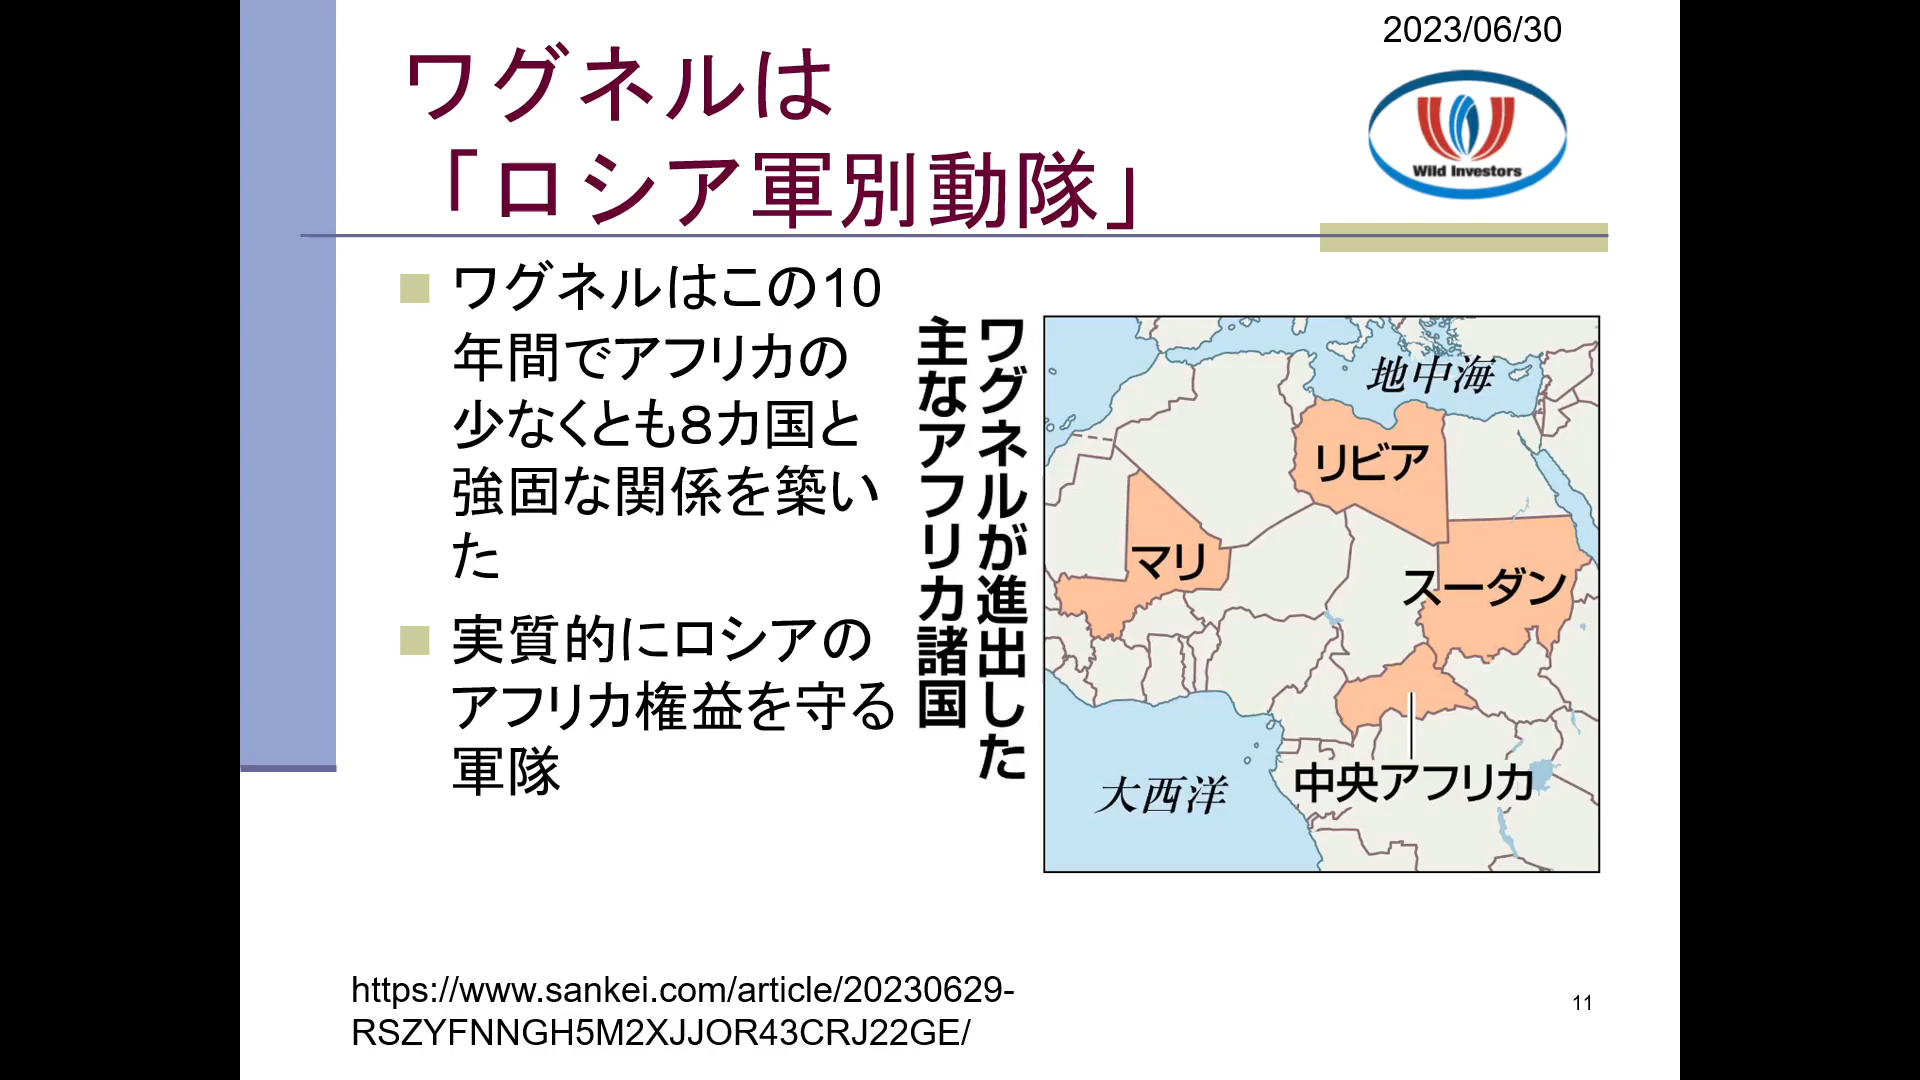 2023/06/30
ワグネルは
「ロシア軍別動隊」
Wild Investors
ワグネルはこの10
年間でアフリカの
少なくとも８カ国と
強固な関係を築い
た
実質的にロシアの
アフリカ権益を守る
軍隊
ワグネルが進出した
主なアフリカ諸国
地中海
リビア
マリ
スーダン
中央アフリカ
大西洋
https://www.sankei.com/article/20230629-
RSZYFNNGH5M2XJJOR43CRJ22GE/
11